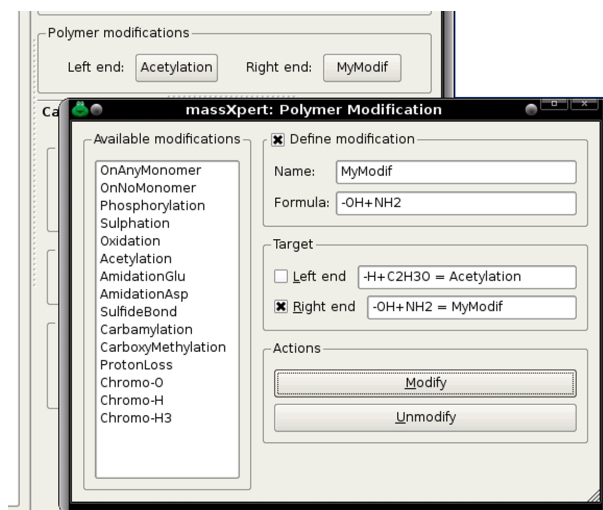 Polymer modifications
Left end: Acetylation Right end: MyModif
Ca
massXpert: Polymer Modification
Available modifications
OnAnyMonomer
OnNoMonomer
Phosphorylation
Sulphation
Oxidation
Acetylation
AmidationGlu
AmidationAsp
SulfideBond
Carbamylation
CarboxyMethylation
ProtonLoss
Chromo-O
Chromo-H
Chromo-H3
Define modification
Name: MyModif
Formula: -OH+NH2
Target
Left end -H+C2H3O = Acetylation
Right end -OH+NH2 = MyModif
Actions
Modify
Unmodify